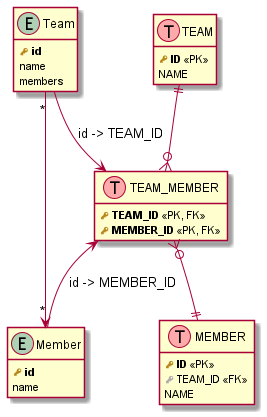 E Team
id
name
members
T TEAM
ID «PK»
NAME
*
id -> TEAM_ID
T TEAM_MEMBER
TEAM_ID «PK, FK»
MEMBER_ID «PK, FK»
id -> MEMBER_ID
*
E Member
id
name
T MEMBER
ID «PK»
TEAM_ID «FK»
NAME